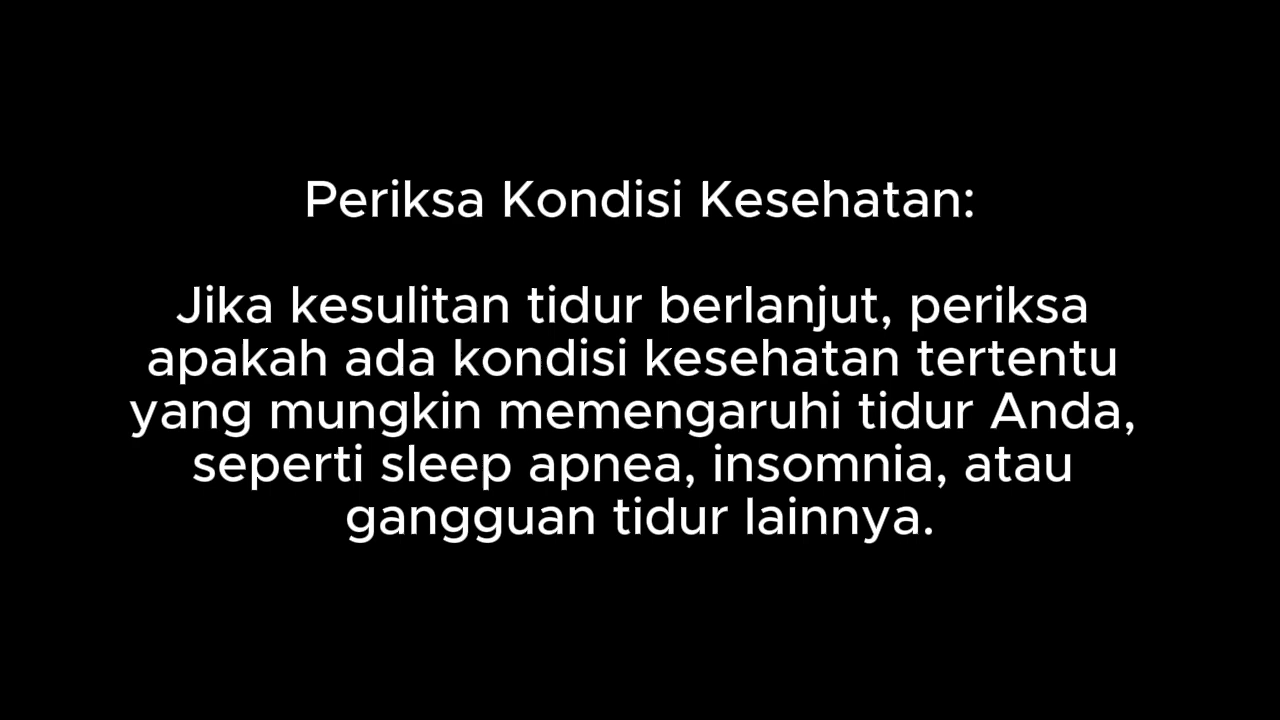 Periksa Kondisi Kesehatan:
Jika kesulitan tidur berlanjut, periksa
apakah ada kondisi kesehatan tertentu
yang mungkin memengaruhi tidur Anda,
seperti sleep apnea, insomnia, atau
gangguan tidur lainnya.